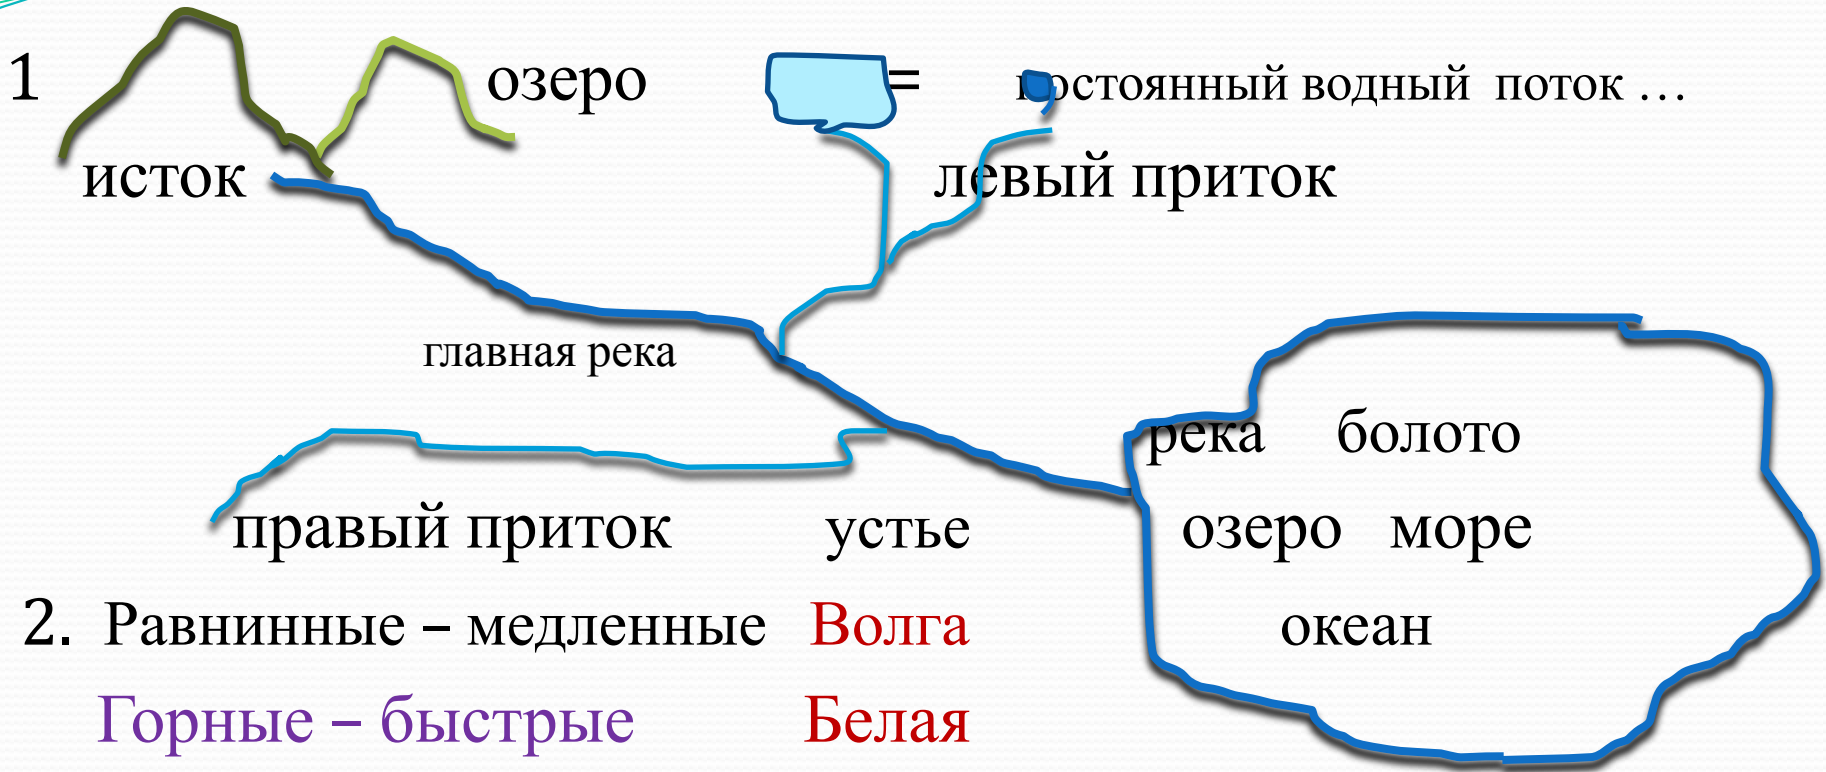 1 озеро = постоянный водный поток …
исток левый приток
главная река
река болото
правый приток устье озеро море
2. Равнинные – медленные Волга океан
Горные – быстрые Белая